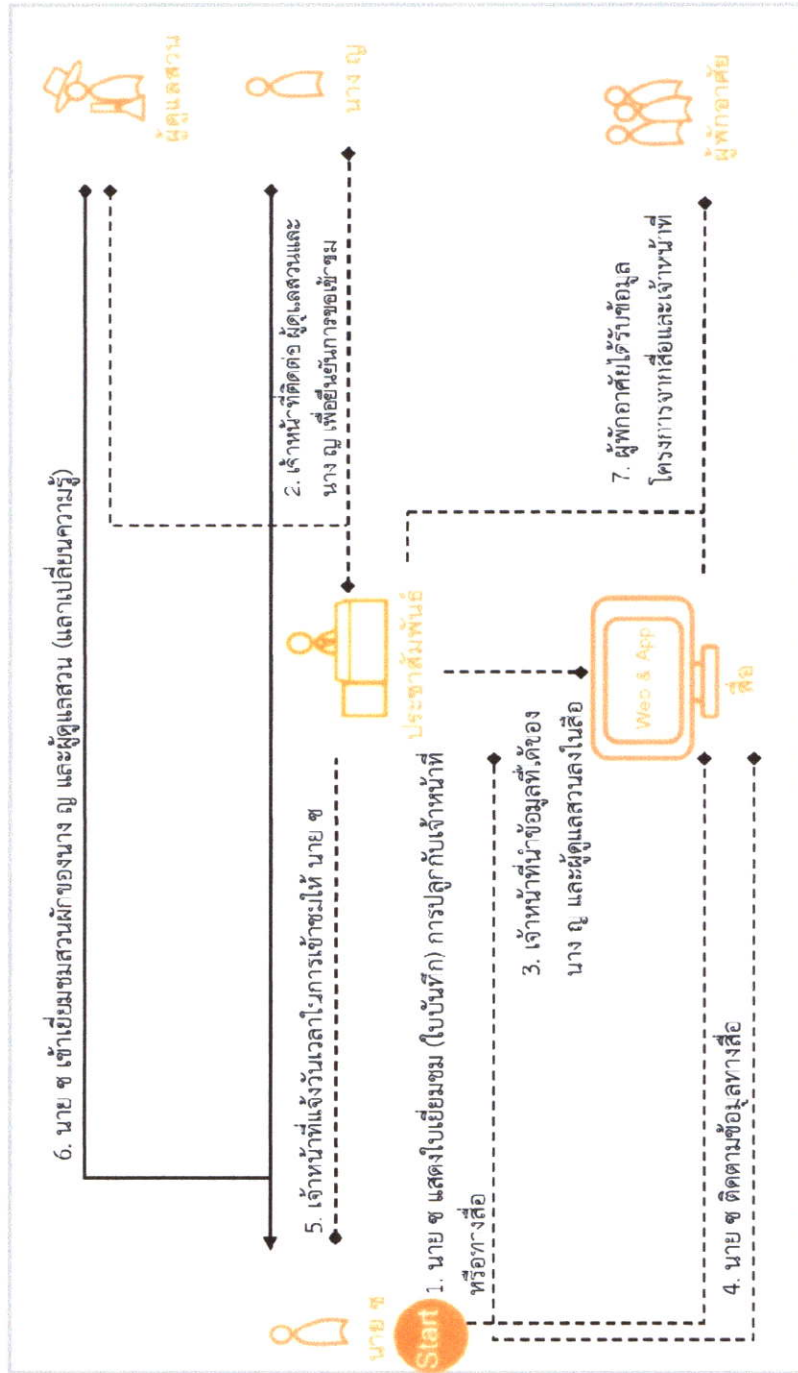 6. นาย ช เข้าเยี่ยมชมสวนผักของนาง ญ และผู้ดูแลสวน (แลาเปลี่ยนความรู้)
ผู้ดูแลสวน
นาง ญ
2. เจ้าหน้าที่ติดต่อ ผู้ดูแลสวนและ
นาง ญ เพื่อยืนยันการขอเข้าชม
5. เจ้าหน้าที่แจ้งวันเวลาในการเข้าชมให้ นาย ช
ประชาสัมพันธ์
นาย ช
Start
1. นาย ช แสดงใบเยี่ยมชม (ใบบันทึก) การปลูกกับเจ้าหน้าที่
หรือทางสื่อ
3. เจ้าหน้าที่นำข้อมูลที่ได้ของ
นาง ญ และผู้ดูแลสวนลงในสื่อ
Web & App
สื่อ
4. นาย ช ติดตามข้อมูลทางสื่อ
7. ผู้พักอาศัยได้รับข้อมูล
โครงการจากสื่อและเจ้าหน้าที่
ผู้พักอาศัย